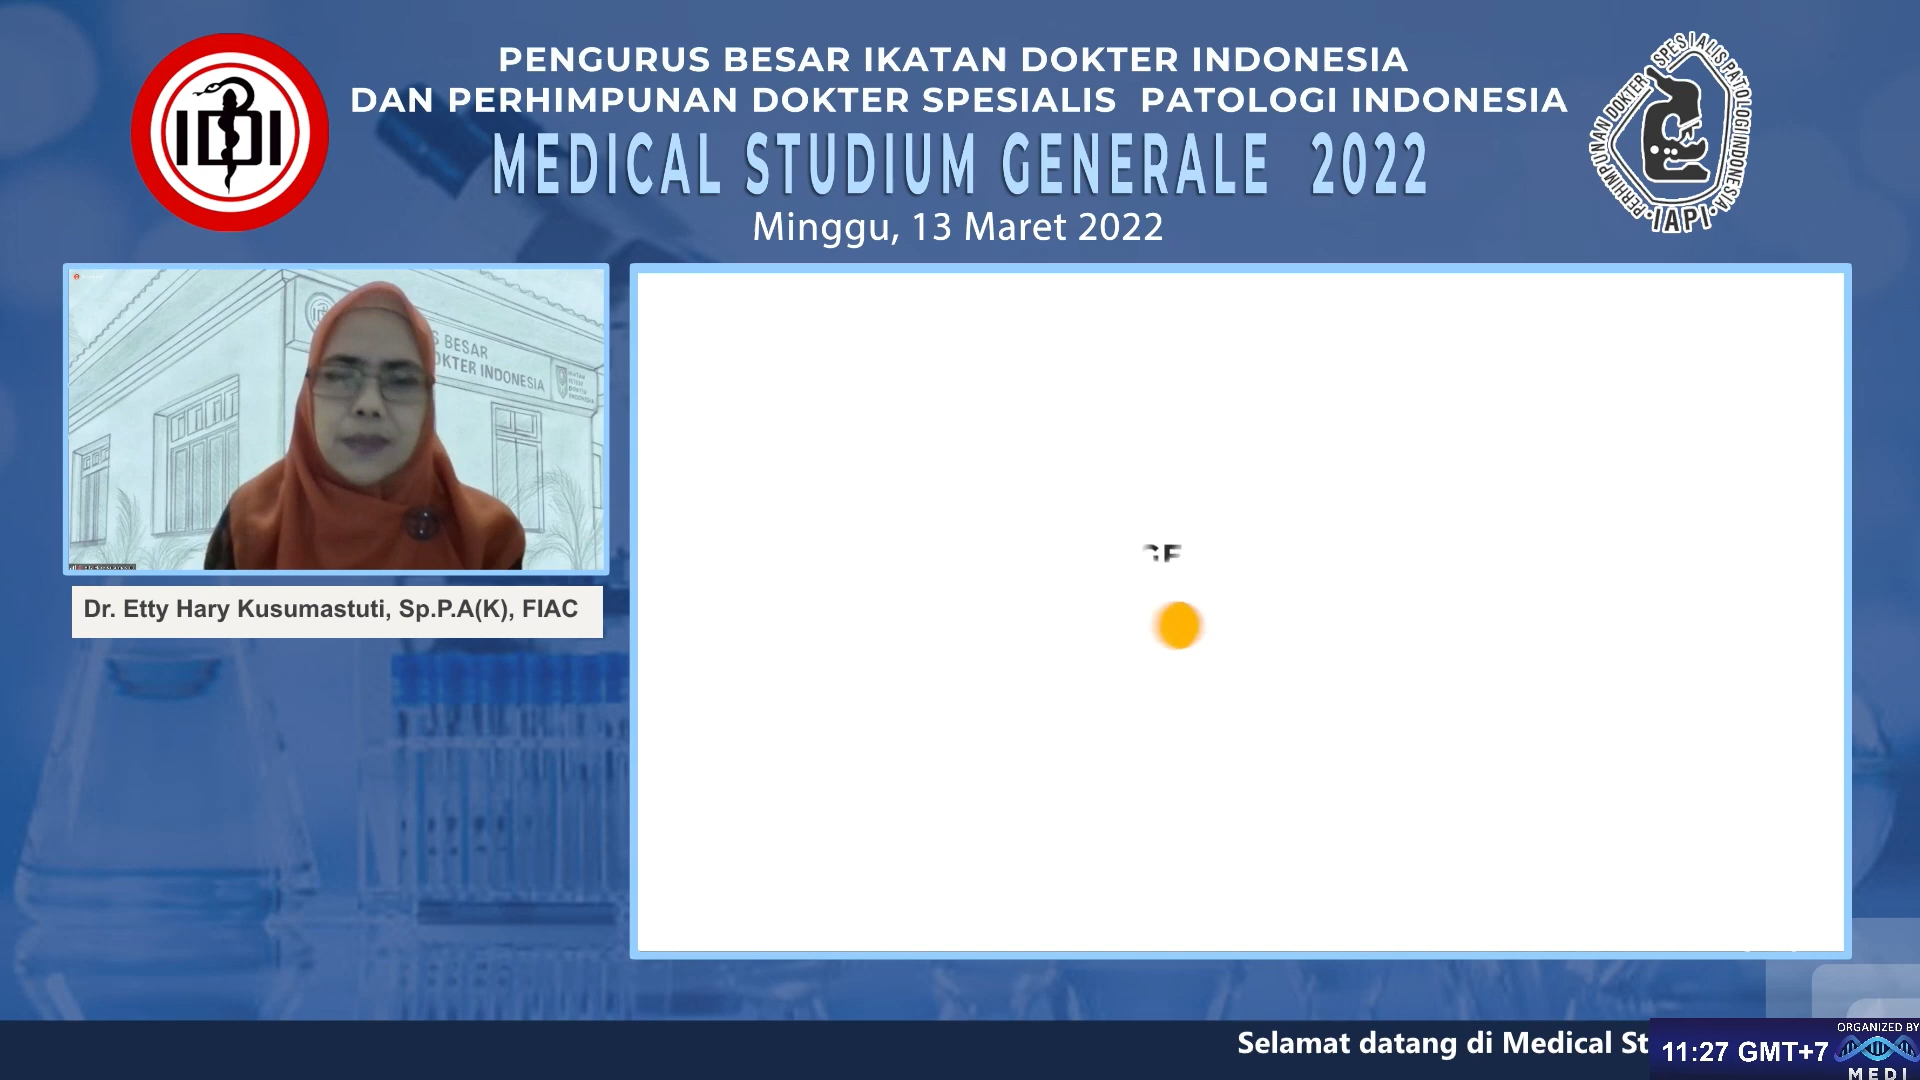 PENGURUS BESAR IKATAN DOKTER INDONESIA
DAN PERHIMPUNAN DOKTER SPESIALIS PATOLOGI INDONESIA
MEDICAL STUDIUM GENERALE 2022
Minggu, 13 Maret 2022
IDI
PERHIMPUNAN DOKTER SPESIALIS PATOLOGI INDONESIA
• IAPI •
S BESAR
OKTER INDONESIA
Dr. Etty Hary Kusumastuti, Sp.P.A(K), FIAC
Selamat datang di Medical St
11:27 GMT+7
ORGANIZED BY
MEDI